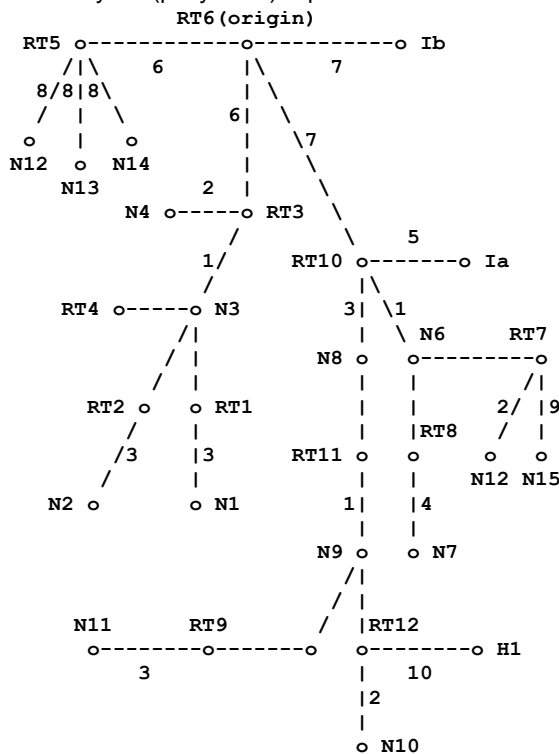 RT6(origin)
RT5 Ib
6 7
8 8 8 6 7
N12 N14
N13
2
N4 RT3
5
1 RT10 Ia
RT4 N3 3 1
N6 RT7
N8
RT2 RT1 2 9
RT8
3 3 RT11 N12 N15
N2 N1 1 4
N9 N7
N11 RT9 RT12
H1
3 10
2
N10